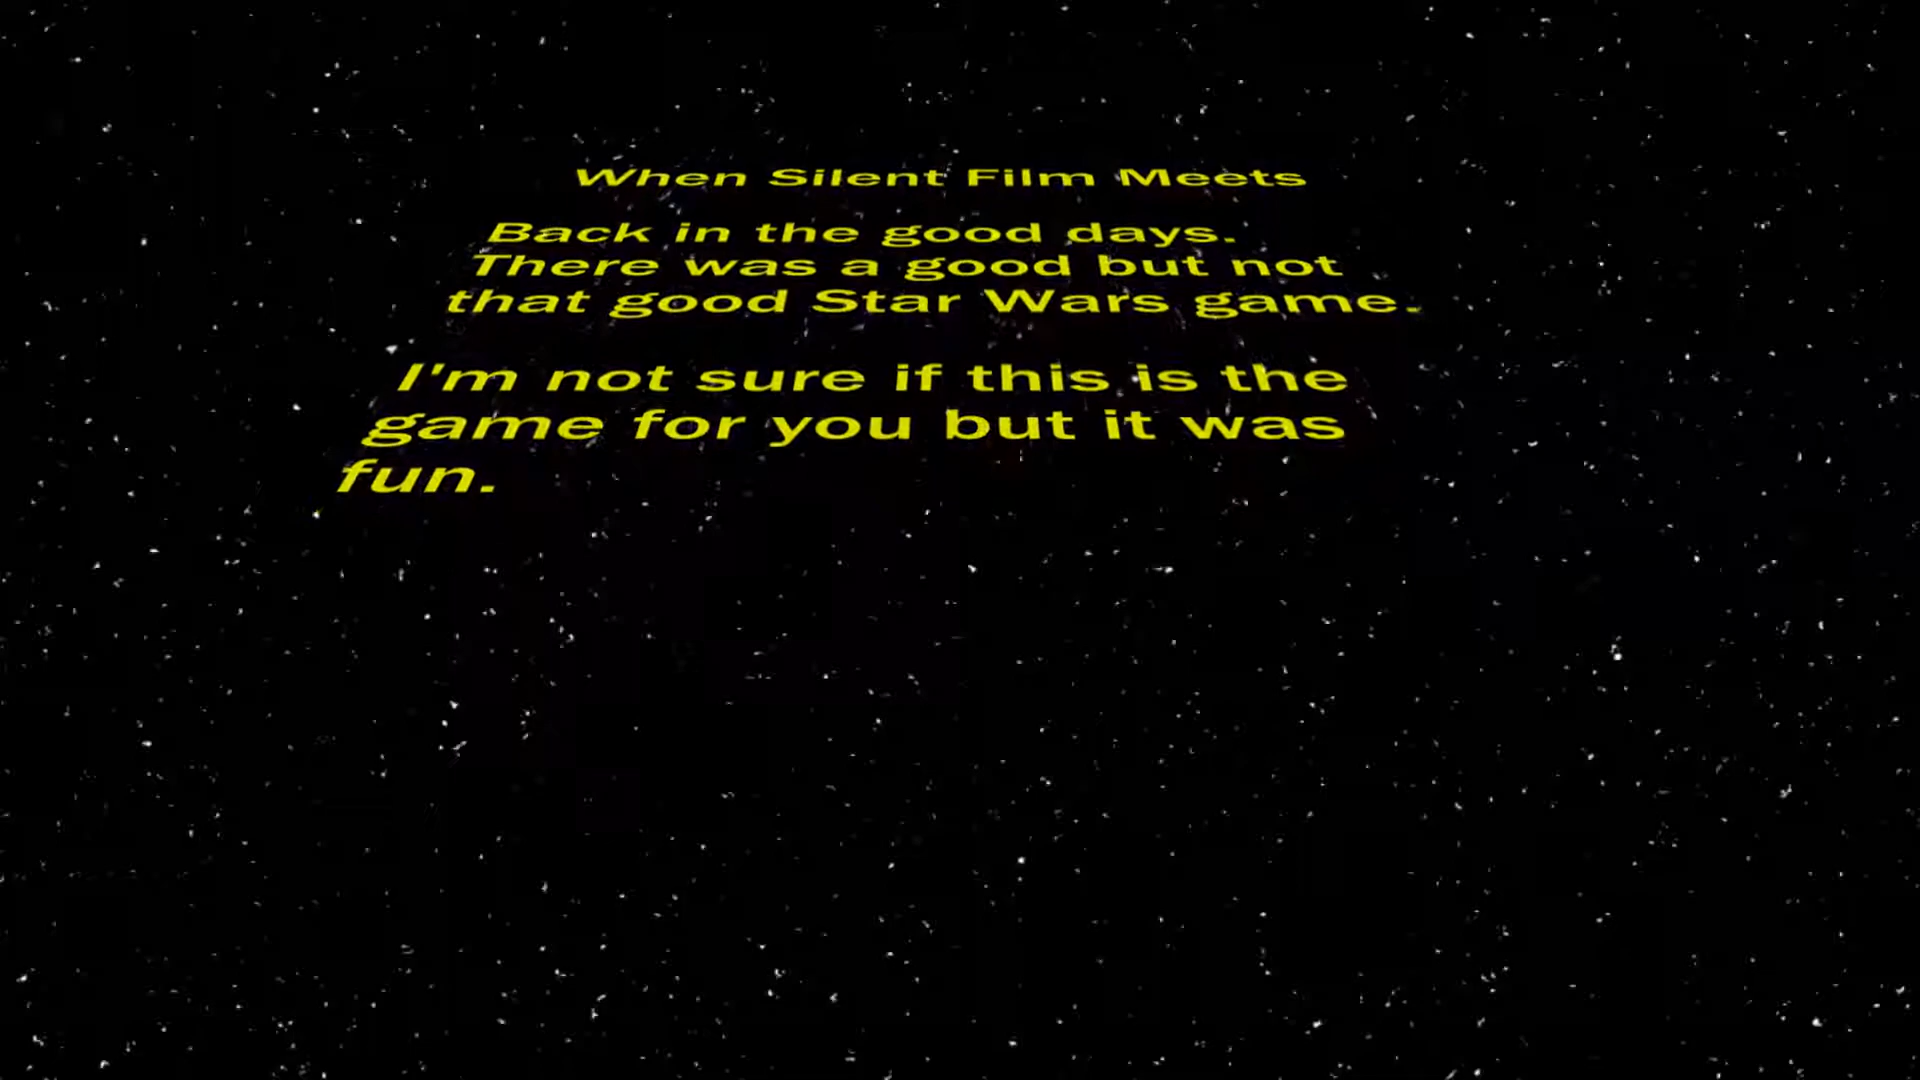 When Silent Film Meets
Back in the good days.
There was a good but not
that good Star Wars game.
I'm not sure if this is the
game for you but it was
fun.